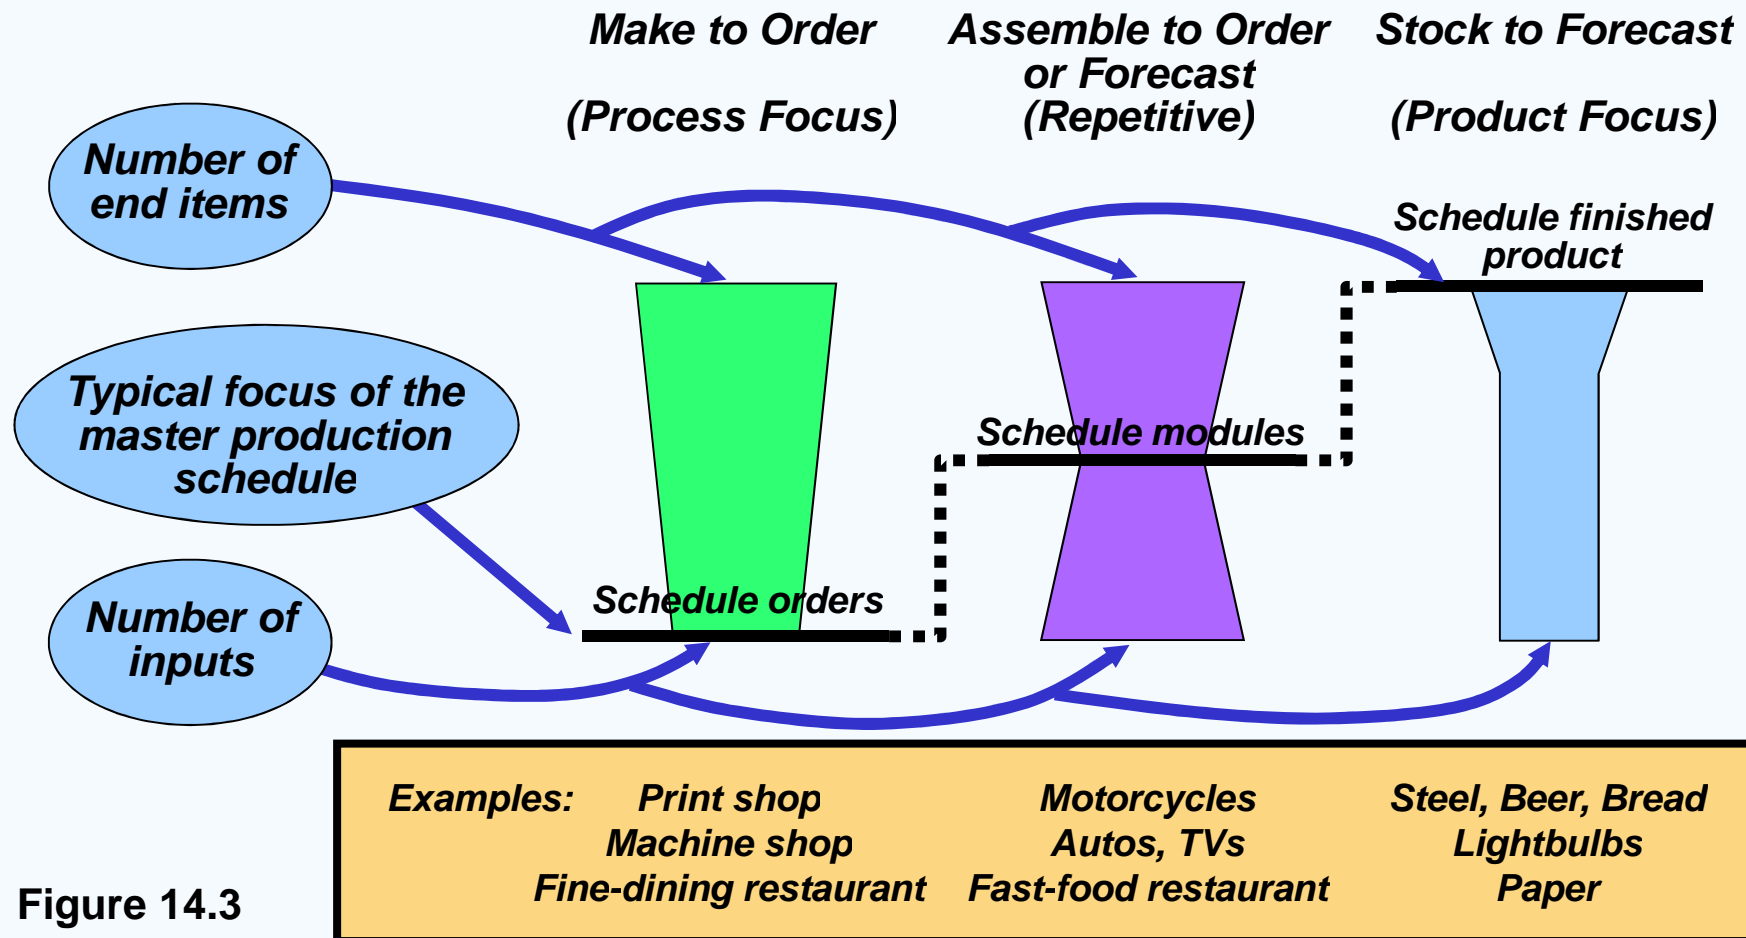 Make to Order
(Process Focus)
Assemble to Order
or Forecast
(Repetitive)
Stock to Forecast
(Product Focus)
Number of
end items
Schedule finished
product
Typical focus of the
master production
schedule
Schedule modules
Schedule orders
Number of
inputs
Examples:
Print shop
Machine shop
Fine-dining restaurant
Motorcycles
Autos, TVs
Fast-food restaurant
Steel, Beer, Bread
Lightbulbs
Paper
Figure 14.3